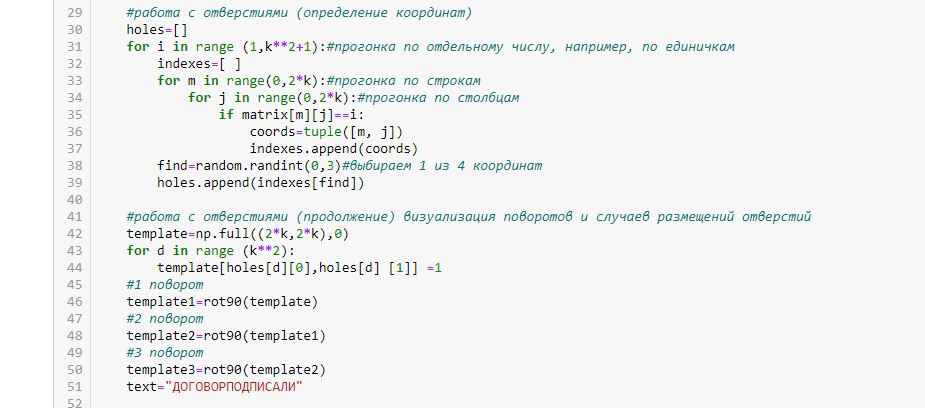 29 #работа с отверстиями (определение координат)
30 holes=[]
31 for i in range (1,k**2+1):#прогонка по отдельному числу, например, по единичкам
32 indexes=[ ]
33 for m in range(0,2*k):#прогонка по строкам
34 for j in range(0,2*k):#прогонка по столбцам
35 if matrix[m][j]==i:
36 coords=tuple([m, j])
37 indexes.append(coords)
38 find=random.randint(0,3)#выбираем 1 из 4 координат
39 holes.append(indexes[find])
40
41 #работа с отверстиями (продолжение) визуализация поворотов и случаев размещений отверстий
42 template=np.full((2*k,2*k),0)
43 for d in range (k**2):
44 template[holes[d][0],holes[d] [1]] =1
45 #1 поворот
46 template1=rot90(template)
47 #2 поворот
48 template2=rot90(template1)
49 #3 поворот
50 template3=rot90(template2)
51 text="ДОГОВОРПОДПИСАЛИ"
52